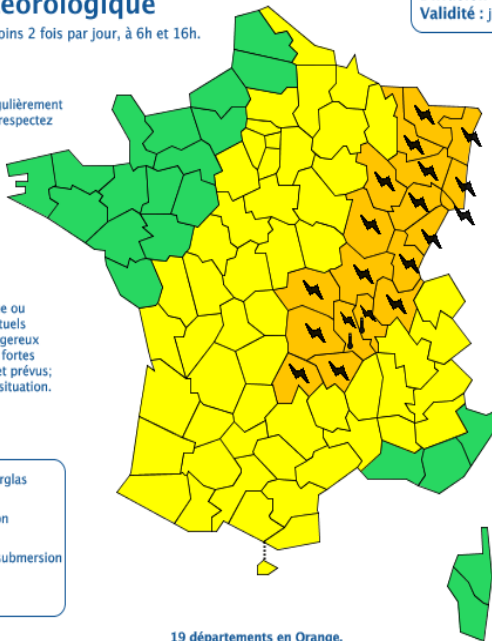 éorologique
oins 2 fois par jour, à 6h et 16h.
Validité : j
gulièrement
respectez
e ou
tuels
gereux
fortes
et prévus;
situation.
rglas
on
submersion
19 départements en Orange.